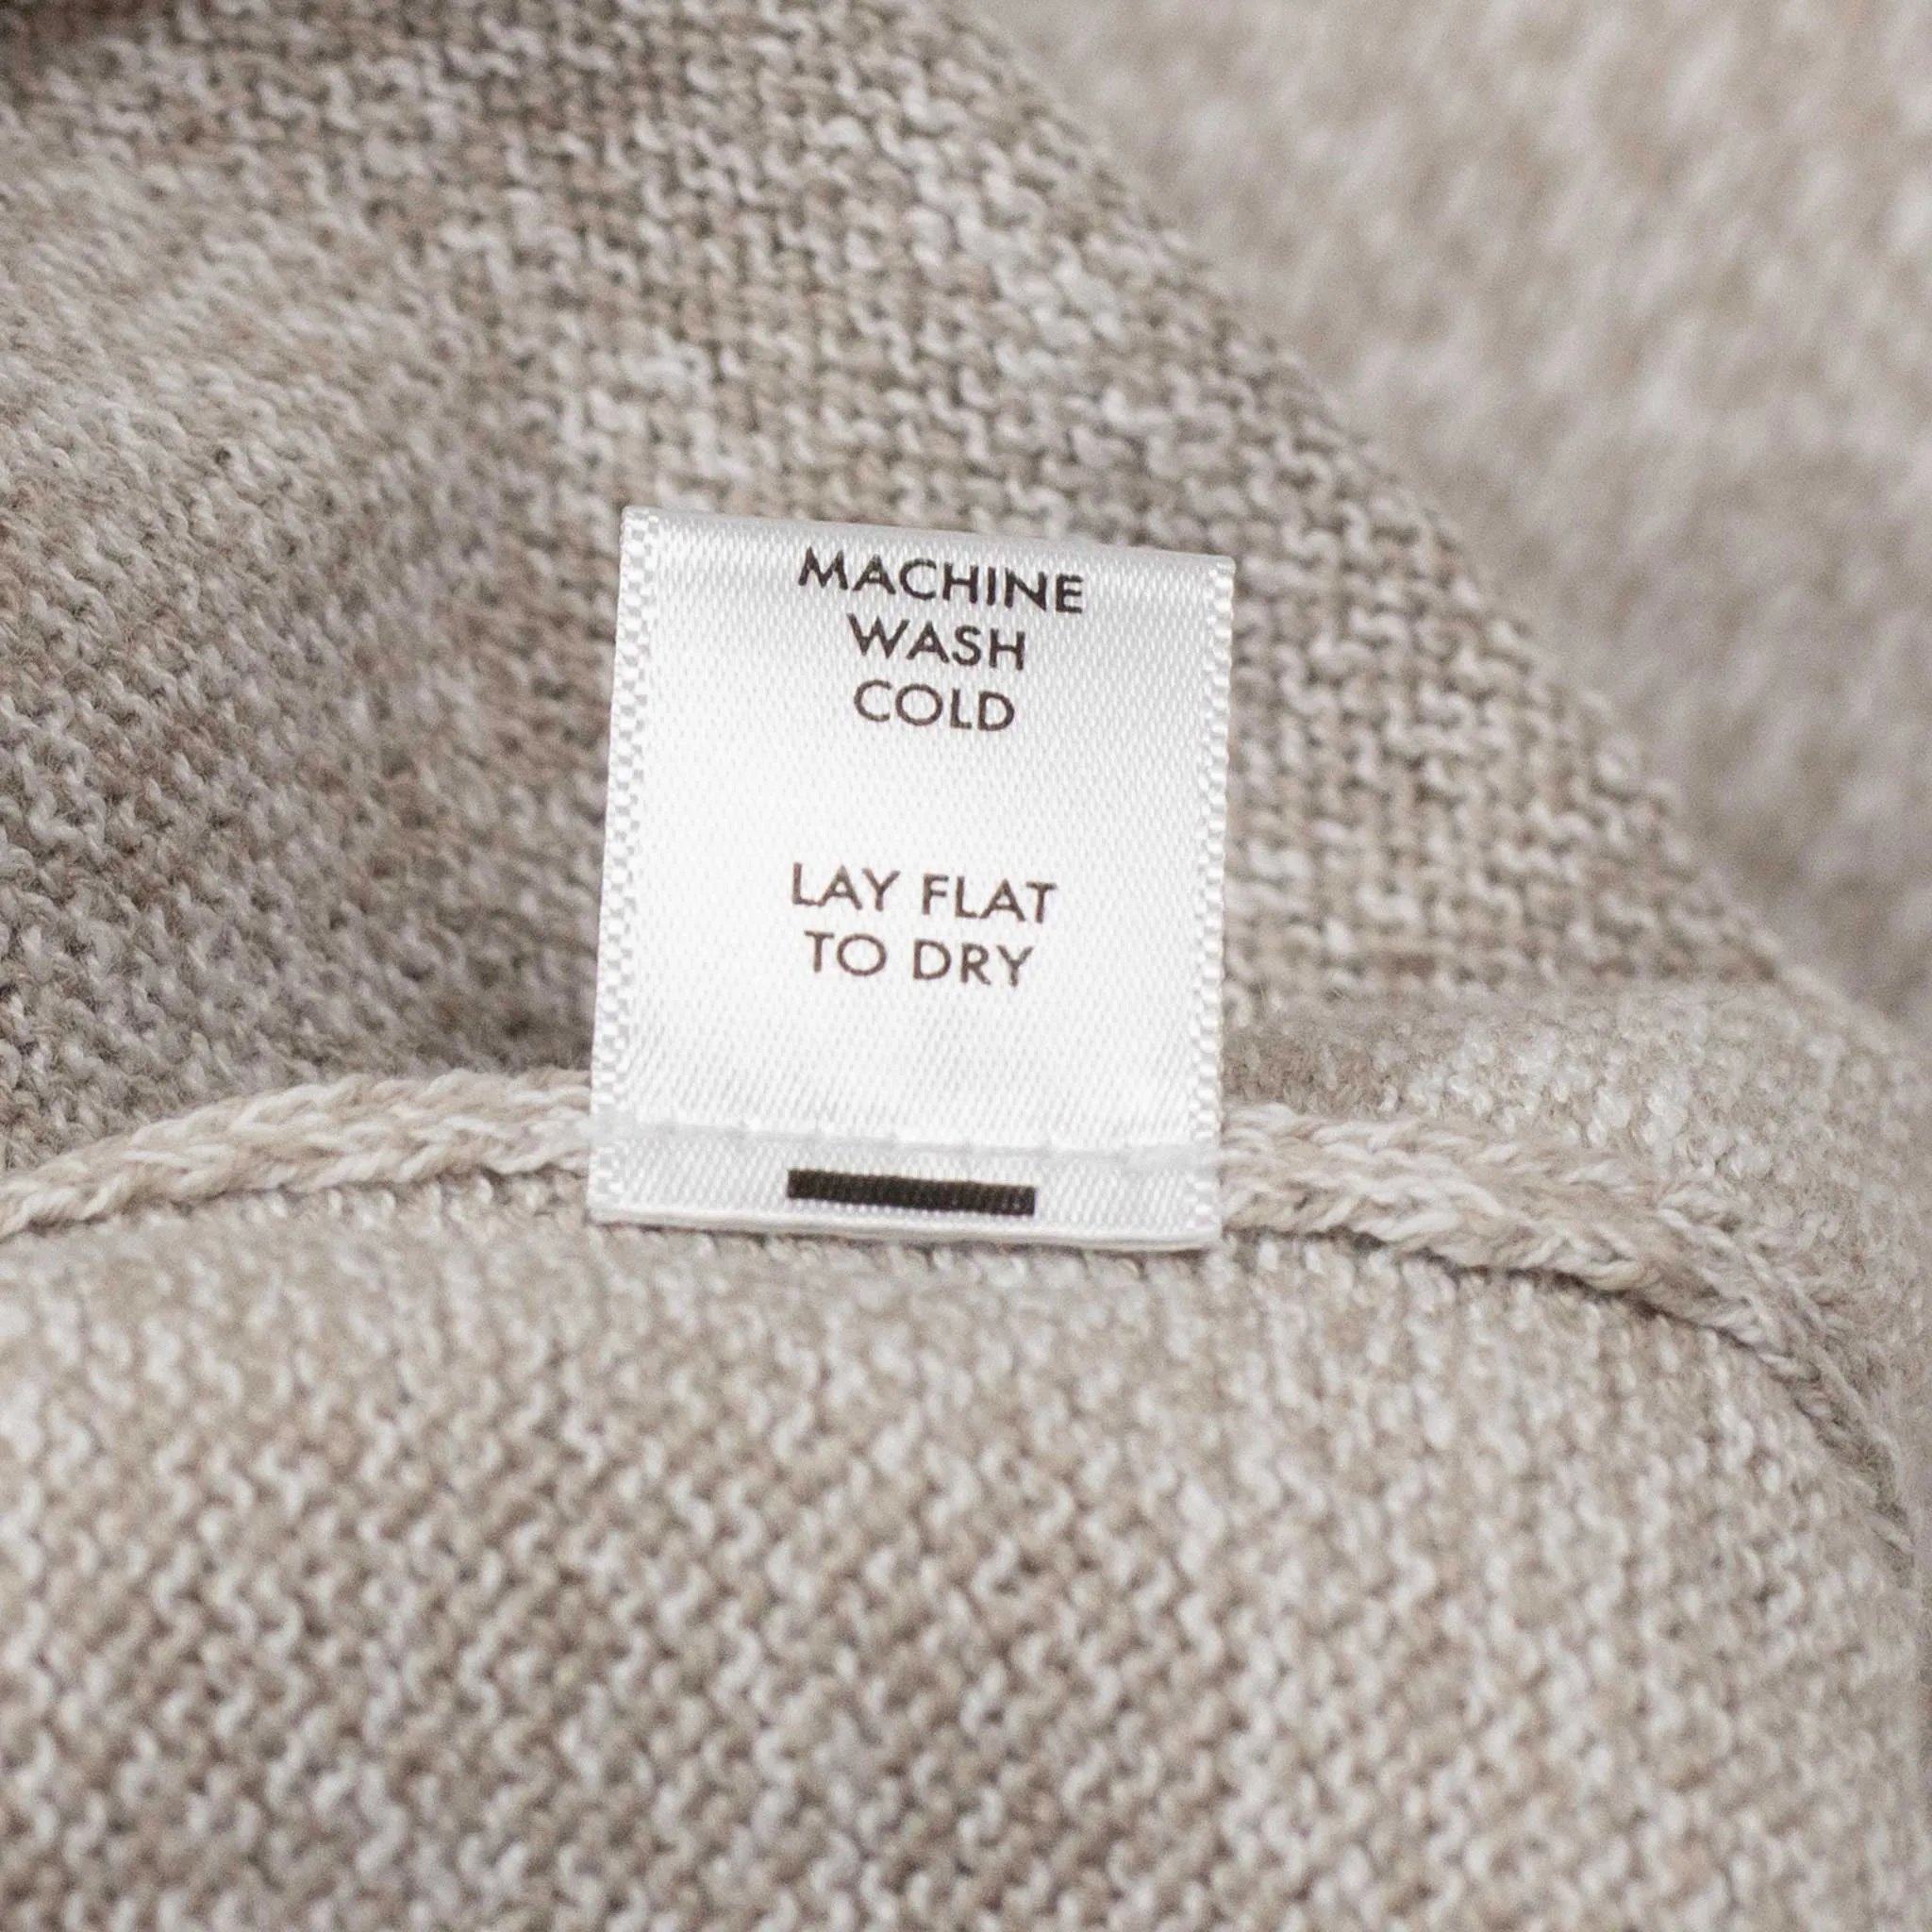 MACHINE
WASH
COLD
LAY FLAT
TO DRY